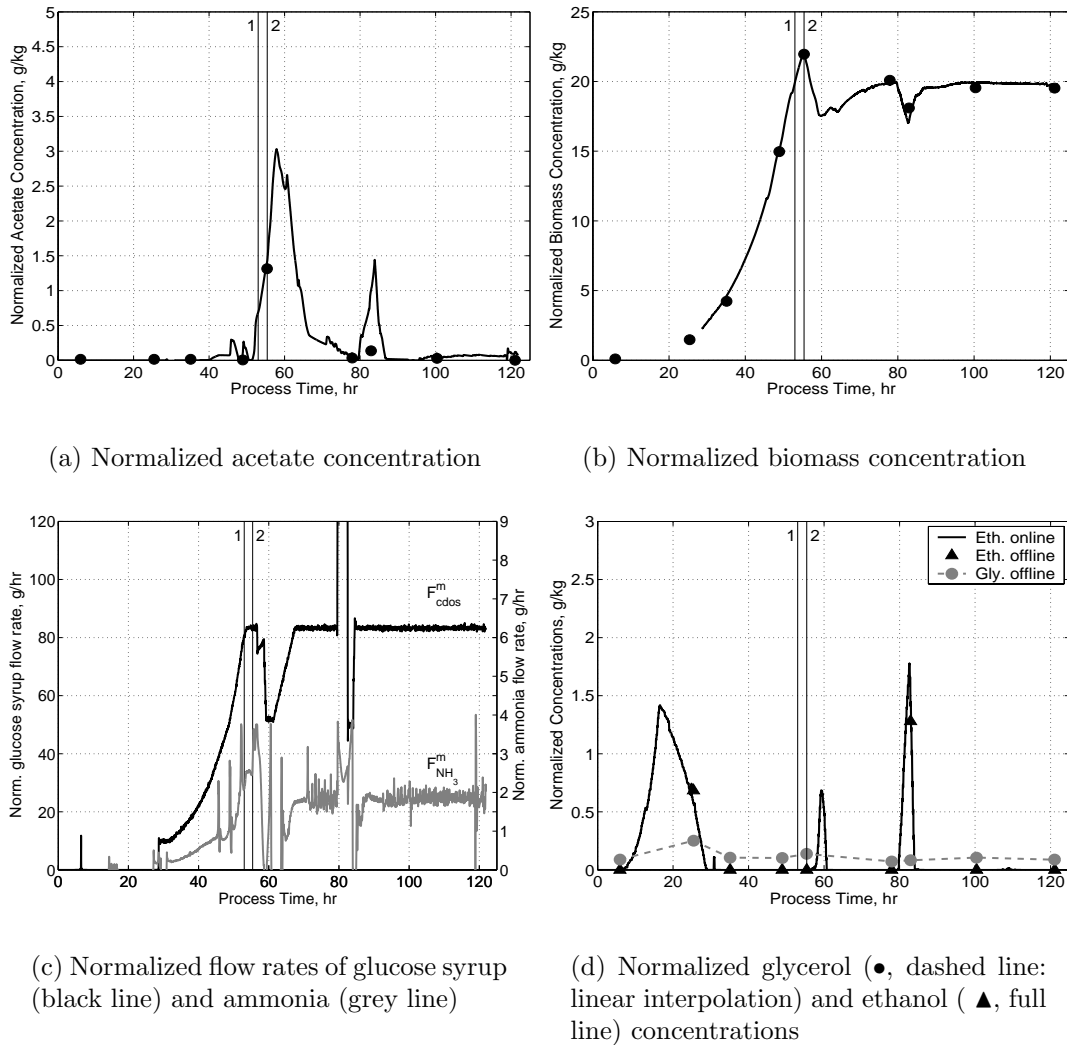 5
4.5
4
3.5
3
2.5
2
1.5
1
0.5
0
0 20 40 60 80 100 120
1 2
Normalized Acetate Concentration, g/kg
Process Time, hr
25
20
15
10
5
0
0 20 40 60 80 100 120
1 2
Normalized Biomass Concentration, g/kg
Process Time, hr
(a) Normalized acetate concentration
(b) Normalized biomass concentration
120
100
80
60
40
20
0
0 20 40 60 80 100 120
1 2
9
8
7
6
5
4
3
2
1
0
F^m_cdos
F^m_NH3
Norm. glucose syrup flow rate, g/hr
Norm. ammonia flow rate, g/hr
Process Time, hr
3
2.5
2
1.5
1
0.5
0
0 20 40 60 80 100 120
1 2
Eth. online
Eth. offline
Gly. offline
Normalized Concentrations, g/kg
Process Time, hr
(c) Normalized flow rates of glucose syrup
(black line) and ammonia (grey line)
(d) Normalized glycerol (●, dashed line:
linear interpolation) and ethanol ( ▲, full
line) concentrations